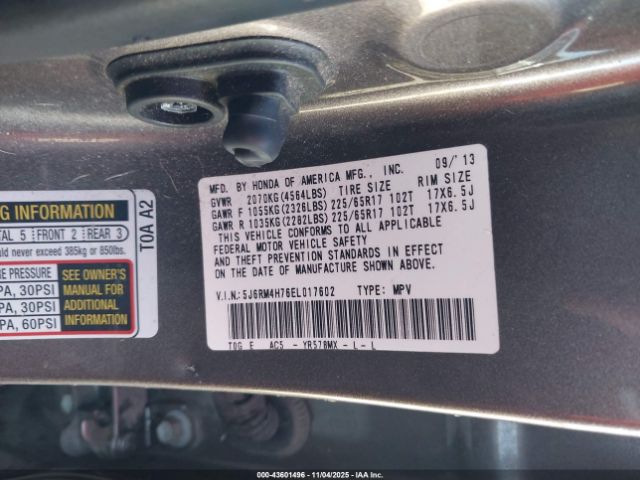 MFD. BY HONDA OF AMERICA MFG., INC. 09/'13
GVWR 2070KG(4564LBS) TIRE SIZE RIM SIZE
GAWR F 1055KG(2326LBS) 225/65R17 102T 17X6.5J
GAWR R 1035KG(2282LBS) 225/65R17 102T 17X6.5J
THIS VEHICLE CONFORMS TO ALL APPLICABLE
FEDERAL MOTOR VEHICLE SAFETY
AND THEFT PREVENTION STANDARDS IN EFFECT
ON THE DATE OF MANUFACTURE SHOWN ABOVE.
V.I.N: 5J6RM4H76EL017602 TYPE: MPV
T0G E AC5 - YR578MX - L - L
G INFORMATION
TAL 5 FRONT 2 REAR 3
uld never exceed 385kg or 850lbs.
E PRESSURE
PA, 30PSI
PA, 30PSI
PA, 60PSI
SEE OWNER'S
MANUAL FOR
ADDITIONAL
INFORMATION
T0A A2
000-43601496 - 11/04/2025 - IAAI, Inc.